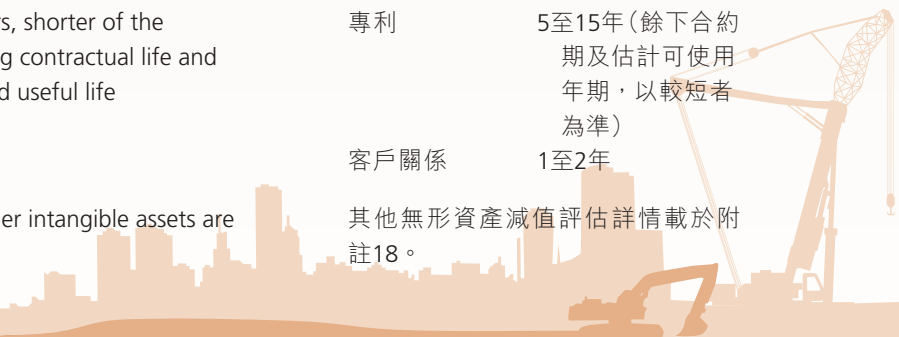 s, shorter of the
g contractual life and
d useful life
er intangible assets are
專利 5至15年（餘下合約
期及估計可使用
年期，以較短者
為準）
客戶關係 1至2年
其他無形資產減值評估詳情載於附
註18。